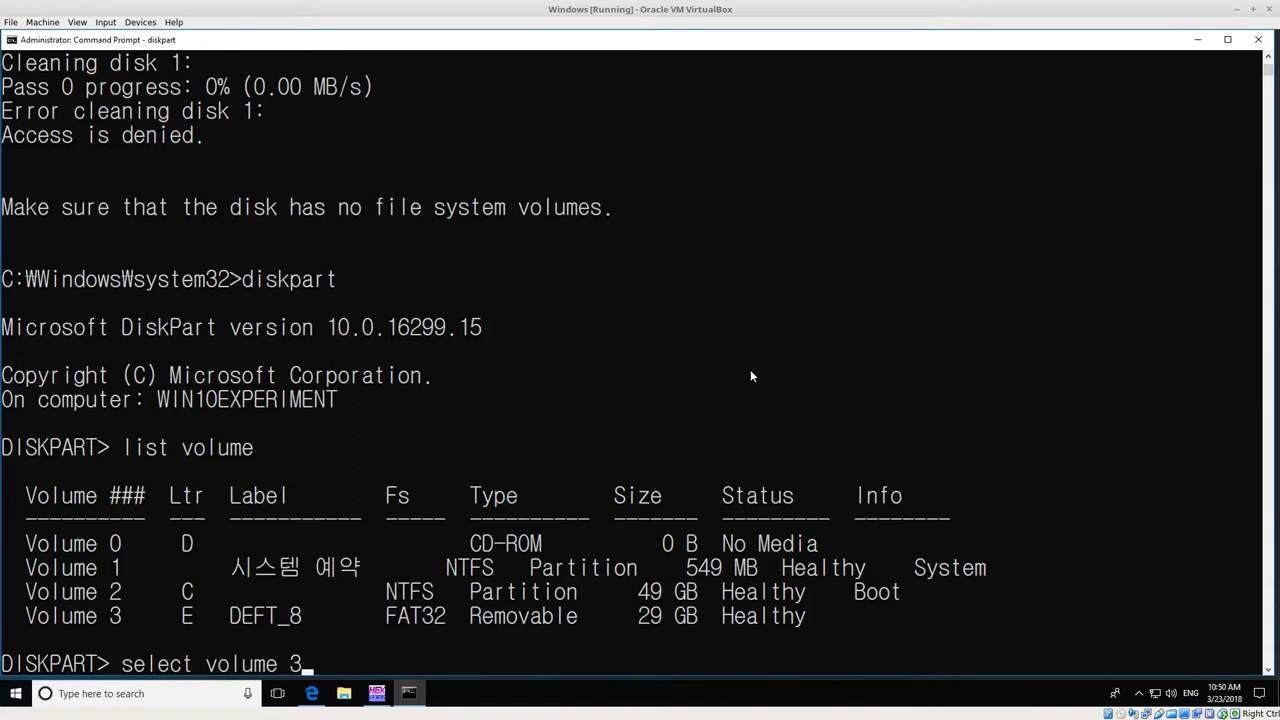 Windows [Running] - Oracle VM VirtualBox
File Machine View Input Devices Help
Administrator: Command Prompt - diskpart
Cleaning disk 1:
Pass 0 progress: 0% (0.00 MB/s)
Error cleaning disk 1:
Access is denied.
Make sure that the disk has no file system volumes.
C:₩Windows₩system32>diskpart
Microsoft DiskPart version 10.0.16299.15
Copyright (C) Microsoft Corporation.
On computer: WIN10EXPERIMENT
DISKPART> list volume
Volume ### Ltr Label Fs Type Size Status Info
---------- --- ----------- ----- ---------- ------- --------- --------
Volume 0 D CD-ROM 0 B No Media
Volume 1 시스템 예약 NTFS Partition 549 MB Healthy System
Volume 2 C NTFS Partition 49 GB Healthy Boot
Volume 3 E DEFT_8 FAT32 Removable 29 GB Healthy
DISKPART> select volume 3
Type here to search
HEX
ENG
10:50 AM
3/23/2018
Right Ctrl